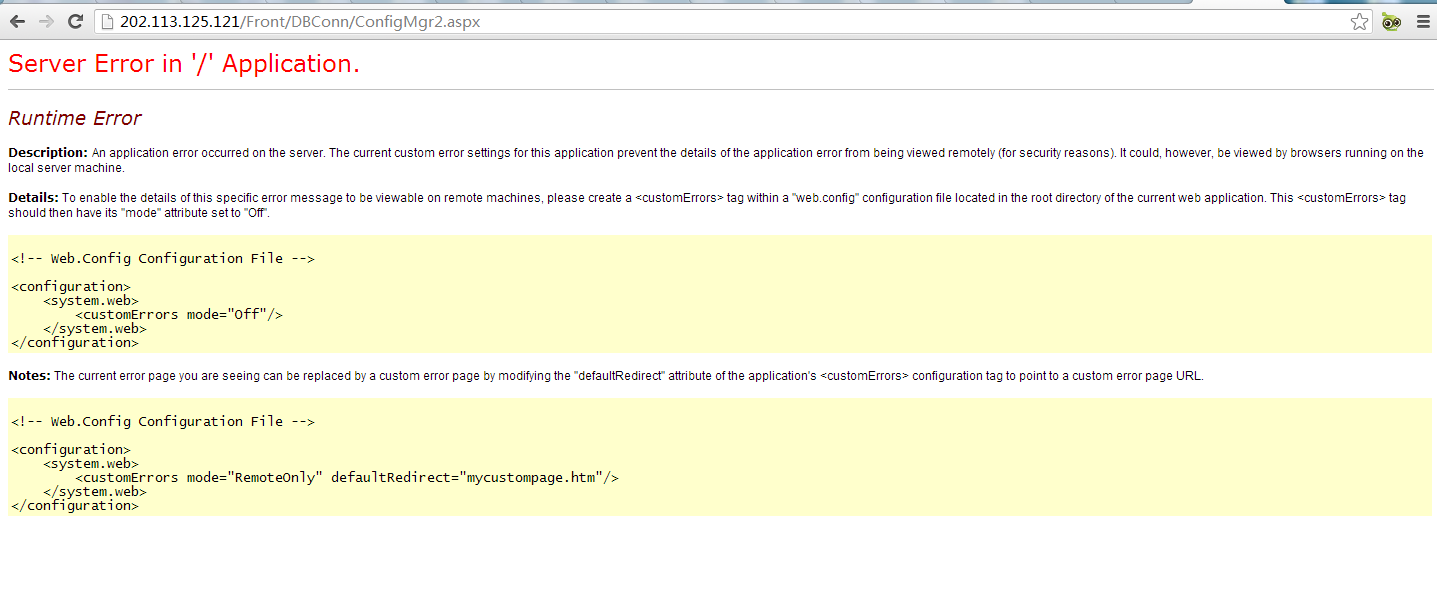 202.113.125.121/Front/DBConn/ConfigMgr2.aspx
Server Error in '/' Application.
Runtime Error
Description: An application error occurred on the server. The current custom error settings for this application prevent the details of the application error from being viewed remotely (for security reasons). It could, however, be viewed by browsers running on the
local server machine.
Details: To enable the details of this specific error message to be viewable on remote machines, please create a <customErrors> tag within a "web.config" configuration file located in the root directory of the current web application. This <customErrors> tag
should then have its "mode" attribute set to "Off".
<!-- Web.Config Configuration File -->
<configuration>
    <system.web>
        <customErrors mode="Off"/>
    </system.web>
</configuration>
Notes: The current error page you are seeing can be replaced by a custom error page by modifying the "defaultRedirect" attribute of the application's <customErrors> configuration tag to point to a custom error page URL.
<!-- Web.Config Configuration File -->
<configuration>
    <system.web>
        <customErrors mode="RemoteOnly" defaultRedirect="mycustompage.htm"/>
    </system.web>
</configuration>